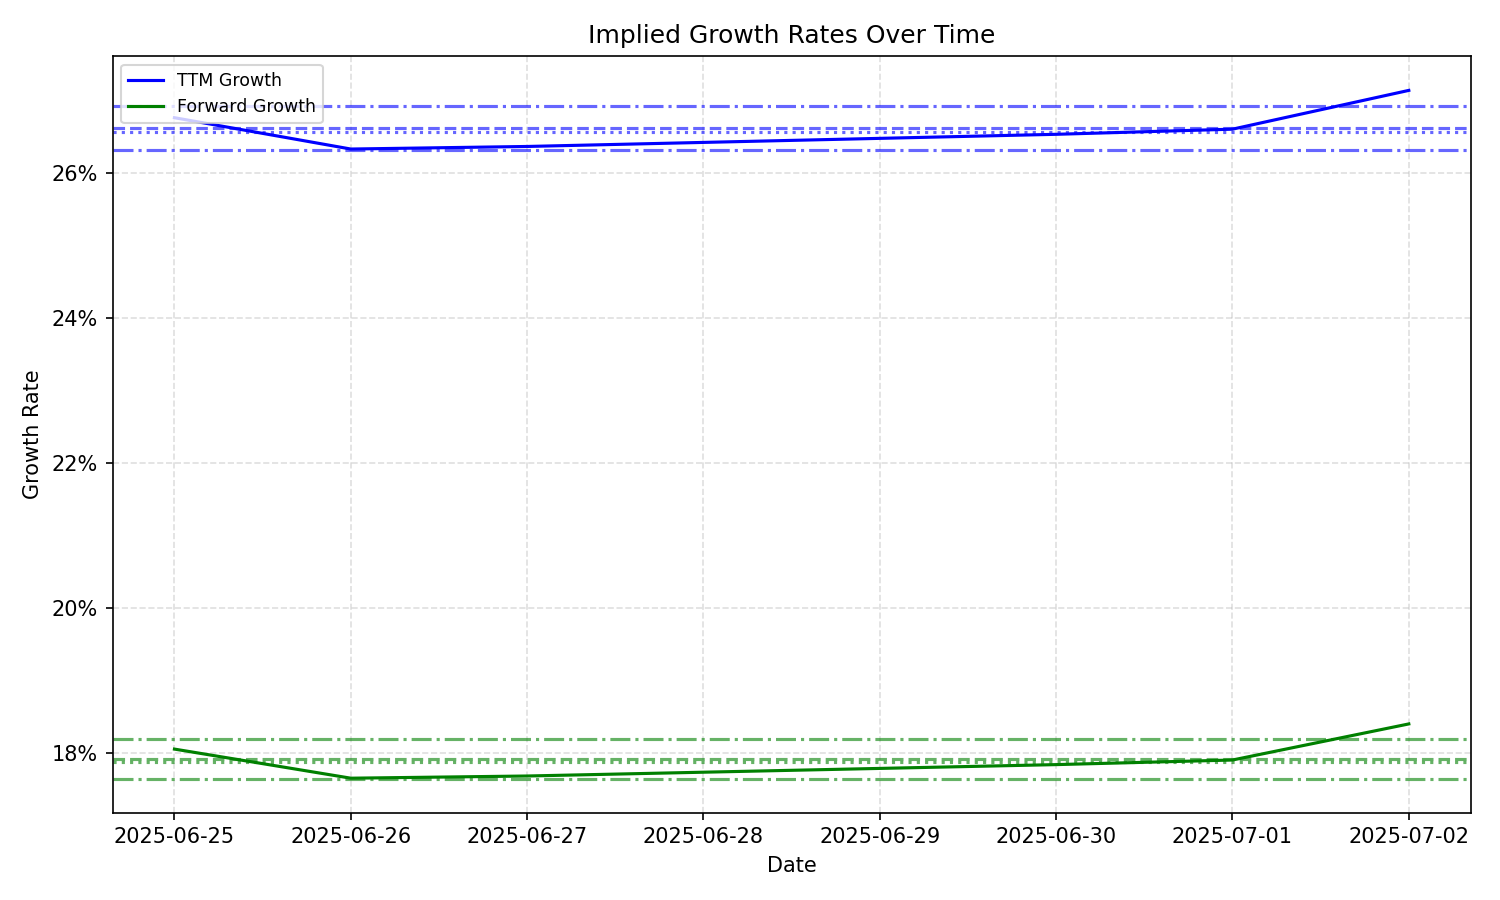 Implied Growth Rates Over Time
TTM Growth
Forward Growth
26%
24%
22%
20%
18%
Growth Rate
2025-06-25 2025-06-26 2025-06-27 2025-06-28 2025-06-29 2025-06-30 2025-07-01 2025-07-02
Date